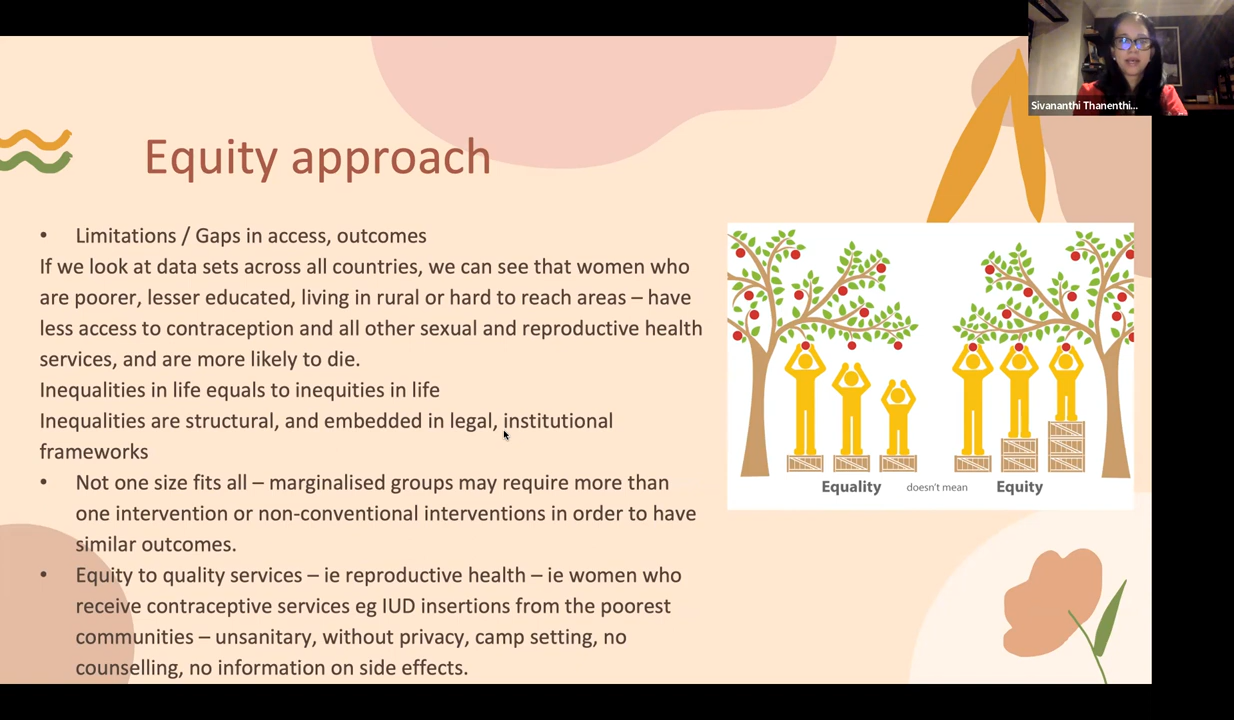 Sivananthi Thanenthi...
Equity approach
• Limitations / Gaps in access, outcomes
If we look at data sets across all countries, we can see that women who
are poorer, lesser educated, living in rural or hard to reach areas – have
less access to contraception and all other sexual and reproductive health
services, and are more likely to die.
Inequalities in life equals to inequities in life
Inequalities are structural, and embedded in legal, institutional
frameworks
• Not one size fits all – marginalised groups may require more than
one intervention or non-conventional interventions in order to have
similar outcomes.
• Equity to quality services – ie reproductive health – ie women who
receive contraceptive services eg IUD insertions from the poorest
communities – unsanitary, without privacy, camp setting, no
counselling, no information on side effects.
Equality doesn't mean Equity